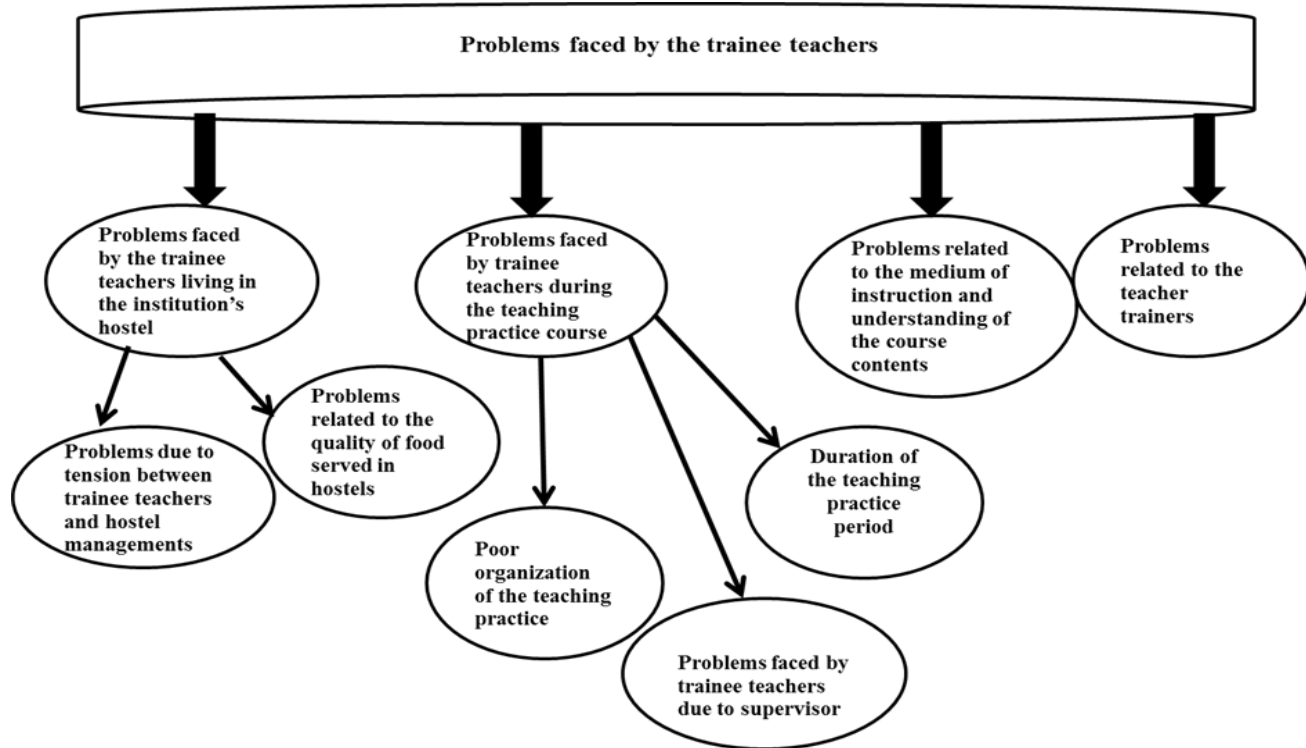 Problems faced by the trainee teachers
Problems faced
by the trainee
teachers living in
the institution's
hostel
Problems faced
by trainee
teachers during
the teaching
practice course
Problems related
to the medium of
instruction and
understanding of
the course
contents
Problems
related to the
teacher
trainers
Problems due to
tension between
trainee teachers
and hostel
managements
Problems
related to the
quality of food
served in
hostels
Poor
organization
of the teaching
practice
Problems faced by
trainee teachers
due to supervisor
Duration of
the teaching
practice
period